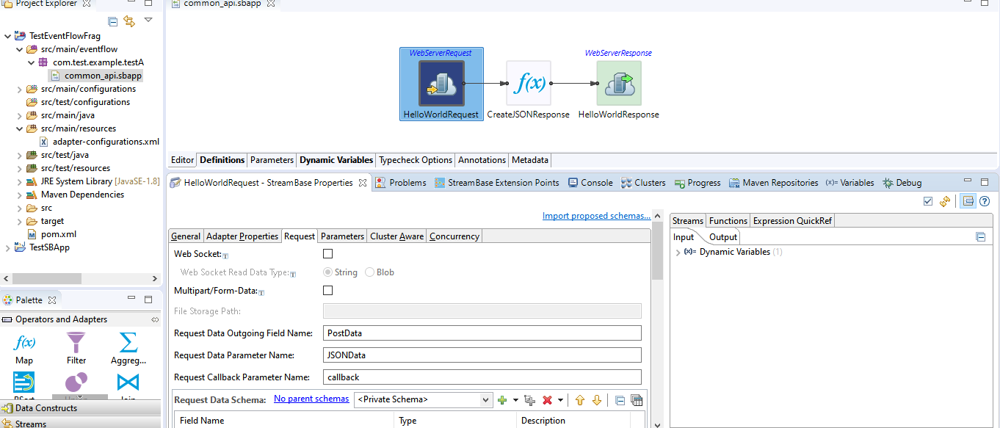 Project Explorer
TestEventFlowFrag
src/main/eventflow
com.test.example.testA
common_api.sbapp
src/main/configurations
src/test/configurations
src/main/java
src/main/resources
adapter-configurations.xml
src/test/java
src/test/resources
JRE System Library [JavaSE-1.8]
Maven Dependencies
src
target
pom.xml
TestSBApp
Palette
Operators and Adapters
f(x)
Map Filter Aggreg...
Data Constructs
Streams
common_api.sbapp
WebServerRequest WebServerResponse
f(x)
HelloWorldRequest CreateJSONResponse HelloWorldResponse
Editor Definitions Parameters Dynamic Variables Typecheck Options Annotations Metadata
HelloWorldRequest - StreamBase Properties Problems StreamBase Extension Points Console Clusters Progress Maven Repositories (x)= Variables Debug
Import proposed schemas...
General Adapter Properties Request Parameters Cluster Aware Concurrency
Web Socket:
Web Socket Read Data Type: String Blob
Multipart/Form-Data:
File Storage Path:
Request Data Outgoing Field Name: PostData
Request Data Parameter Name: JSONData
Request Callback Parameter Name: callback
Request Data Schema: No parent schemas <Private Schema>
Field Name Type Description
Streams Functions Expression QuickRef
Input Output
(x)= Dynamic Variables (1)